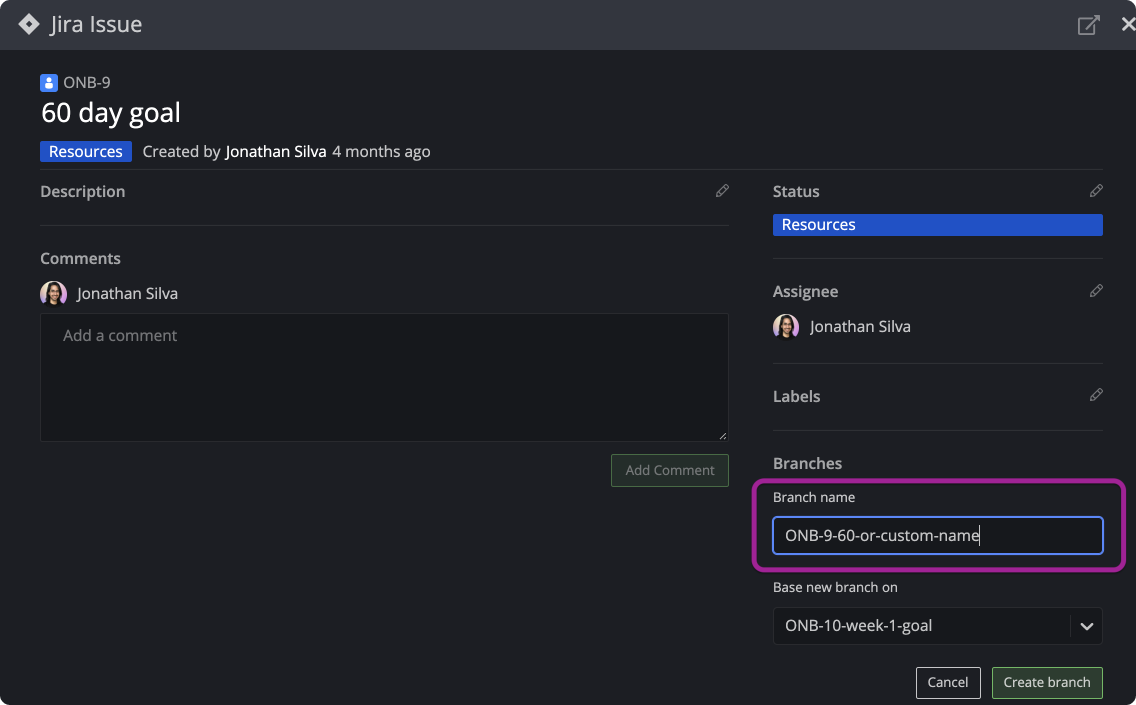 Jira Issue
ONB-9
60 day goal
Resources Created by Jonathan Silva 4 months ago
Description
Comments
Jonathan Silva
Add a comment
Add Comment
Status
Resources
Assignee
Jonathan Silva
Labels
Branches
Branch name
ONB-9-60-or-custom-name
Base new branch on
ONB-10-week-1-goal
Cancel Create branch